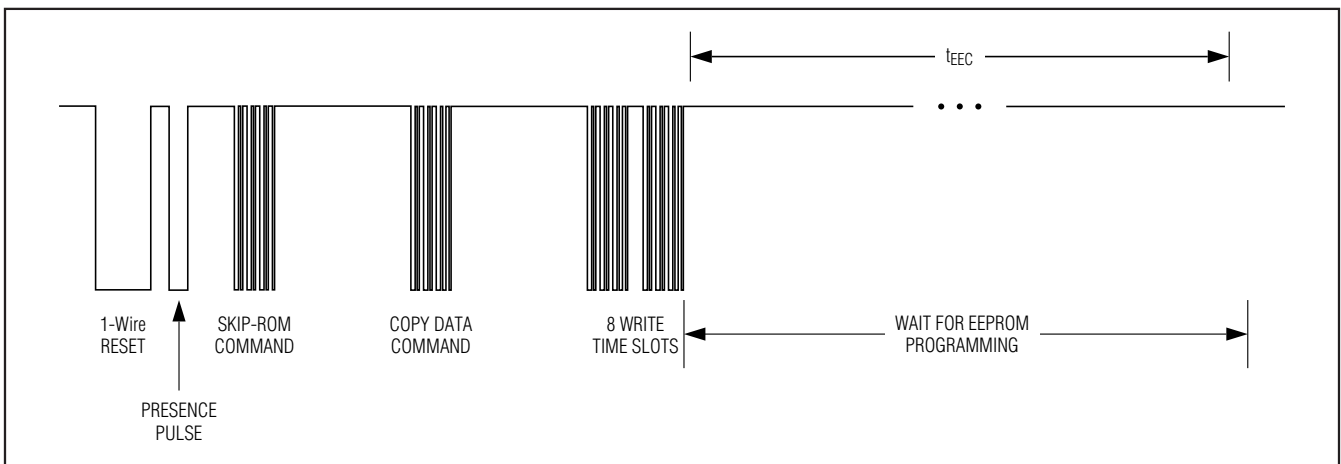 tEEC
1-Wire
RESET
SKIP-ROM
COMMAND
COPY DATA
COMMAND
8 WRITE
TIME SLOTS
WAIT FOR EEPROM
PROGRAMMING
PRESENCE
PULSE